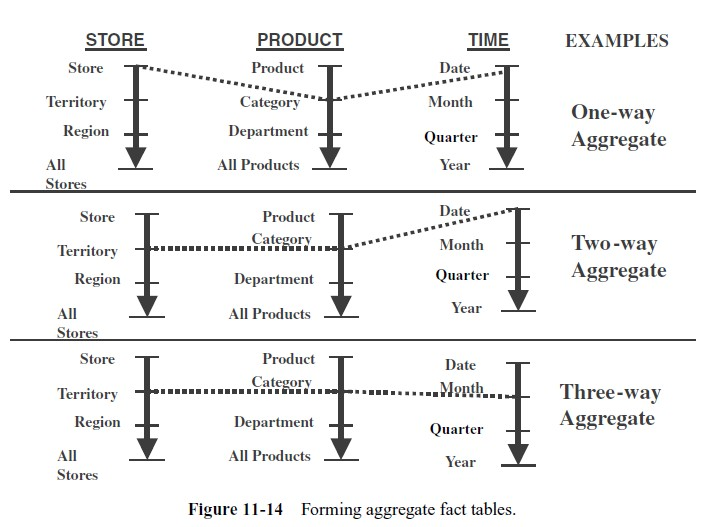 STORE PRODUCT TIME EXAMPLES
Store Product Date
Territory Category Month
One-way
Region Department Quarter
Aggregate
All All Products Year
Stores
Store Product Date
Category
Territory Month Two-way
Region Department Quarter Aggregate
All All Products Year
Stores
Store Product Date
Category Month
Territory Three-way
Region Department Quarter Aggregate
All All Products Year
Stores
Figure 11-14 Forming aggregate fact tables.